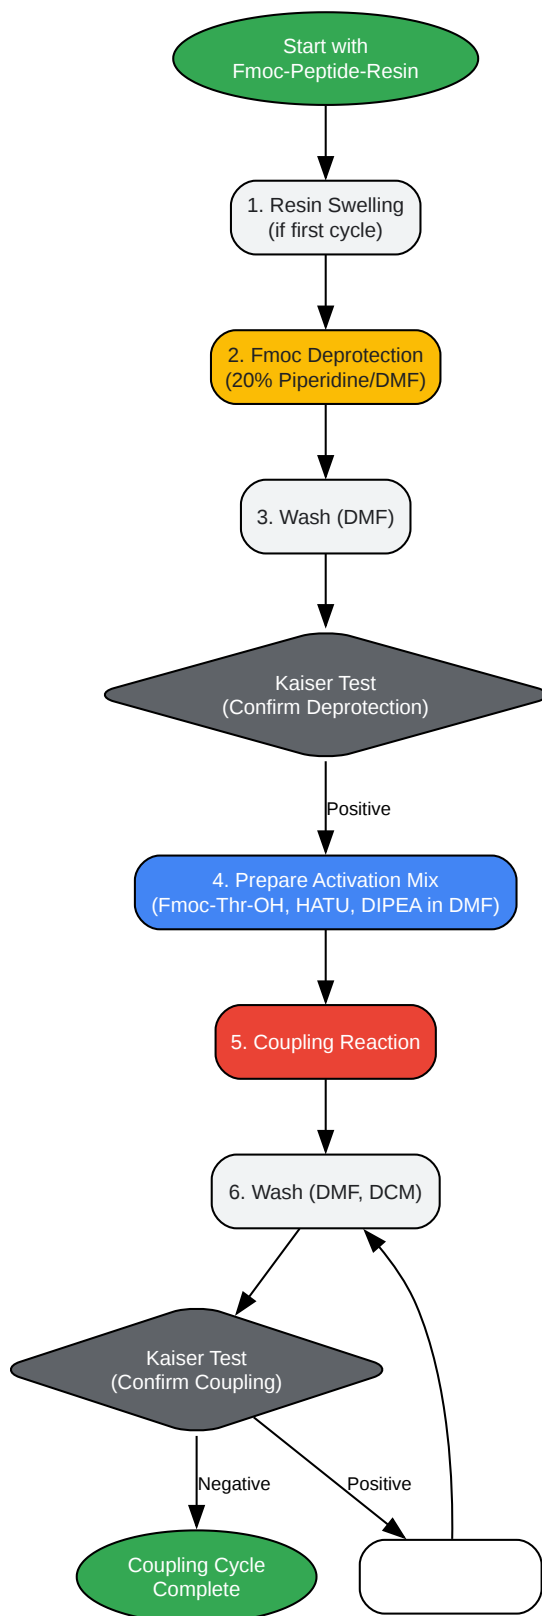 Start with
Fmoc-Peptide-Resin
1. Resin Swelling
(if first cycle)
2. Fmoc Deprotection
(20% Piperidine/DMF)
3. Wash (DMF)
Kaiser Test
(Confirm Deprotection)
Positive
4. Prepare Activation Mix
(Fmoc-Thr-OH, HATU, DIPEA in DMF)
5. Coupling Reaction
6. Wash (DMF, DCM)
Kaiser Test
(Confirm Coupling)
Negative
Positive
Coupling Cycle
Complete